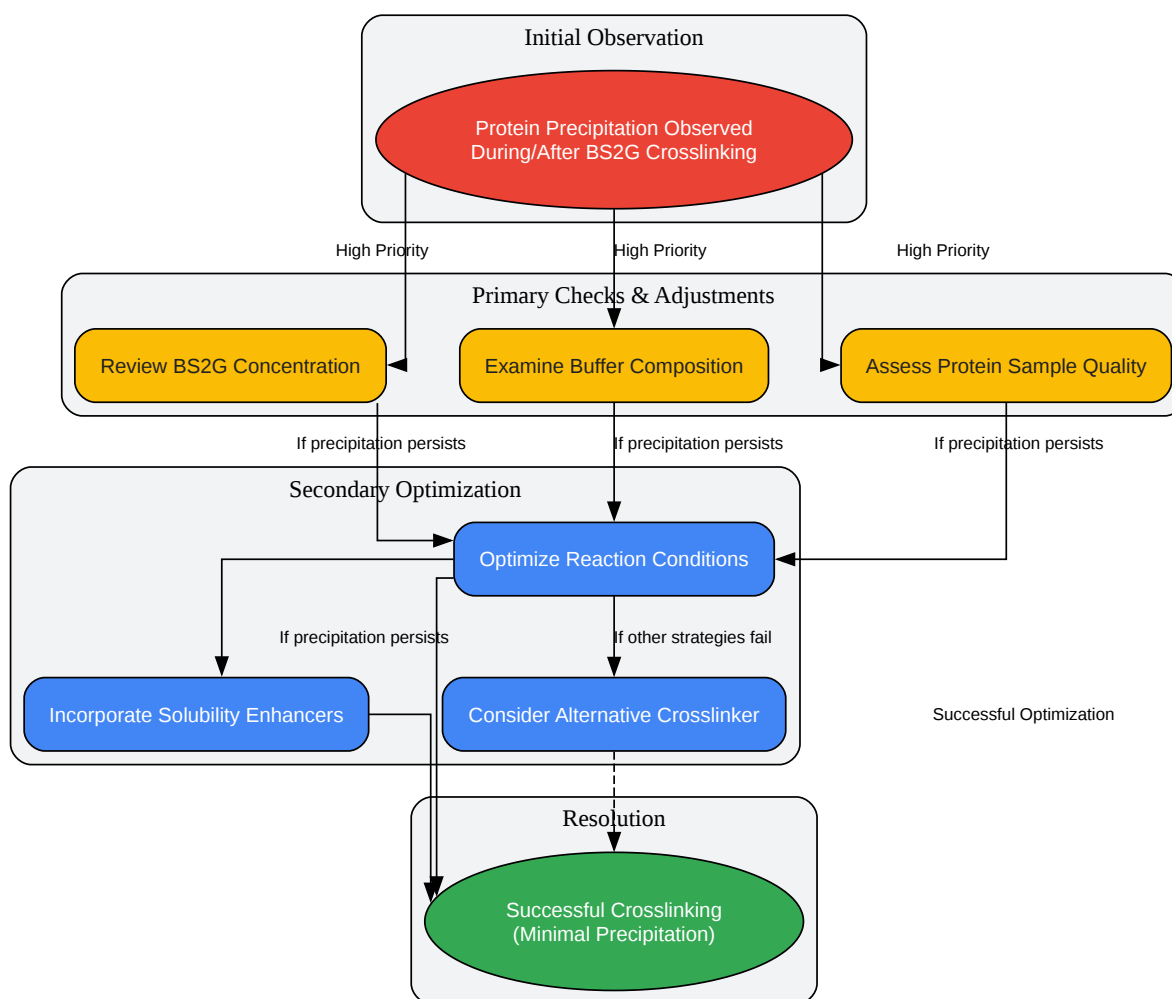 Initial Observation
Protein Precipitation Observed
During/After BS2G Crosslinking
High Priority
High Priority
High Priority
Primary Checks & Adjustments
Review BS2G Concentration
Examine Buffer Composition
Assess Protein Sample Quality
If precipitation persists
If precipitation persists
If precipitation persists
Secondary Optimization
Optimize Reaction Conditions
If precipitation persists
If other strategies fail
Incorporate Solubility Enhancers
Consider Alternative Crosslinker
Successful Optimization
Resolution
Successful Crosslinking
(Minimal Precipitation)